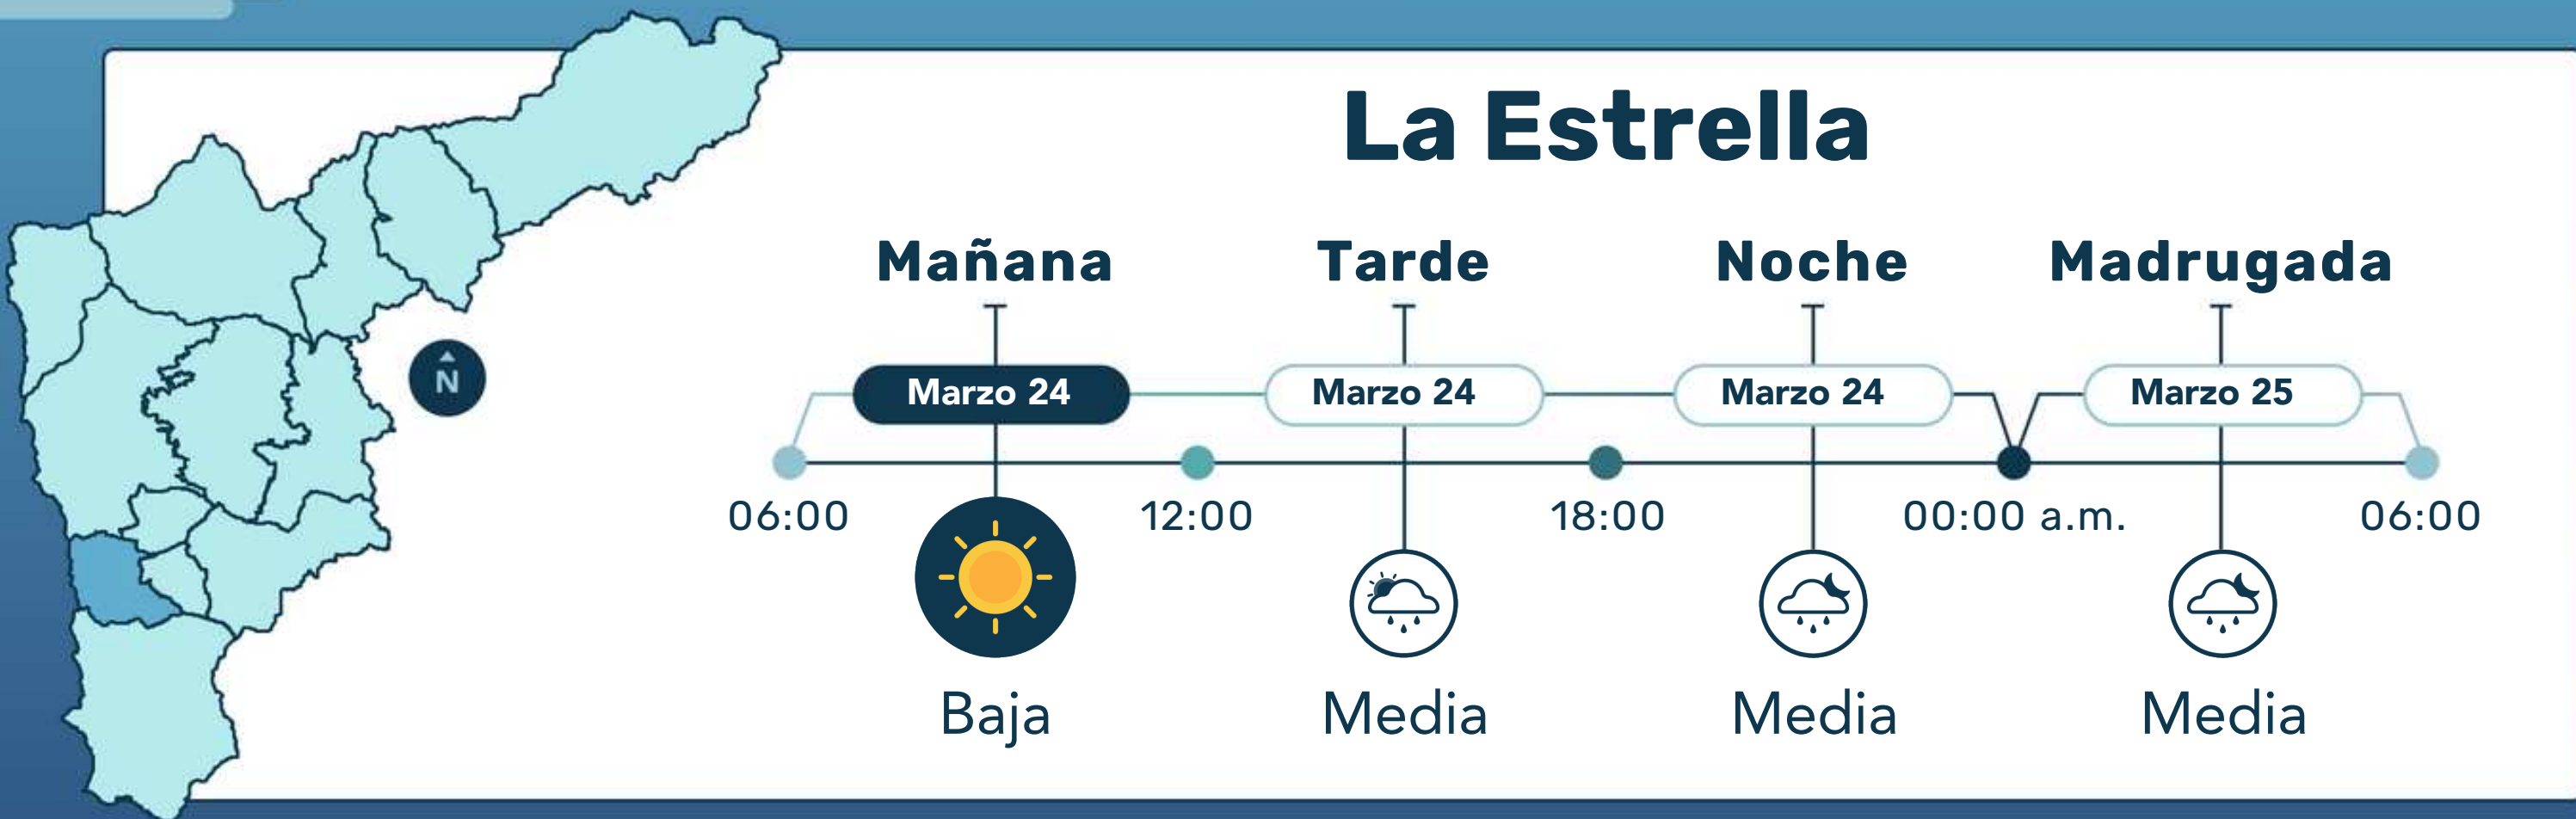 La Estrella
Mañana Tarde Noche Madrugada
Marzo 24 Marzo 24 Marzo 24 Marzo 25
N
06:00 12:00 18:00 00:00 a.m. 06:00
Baja Media Media Media